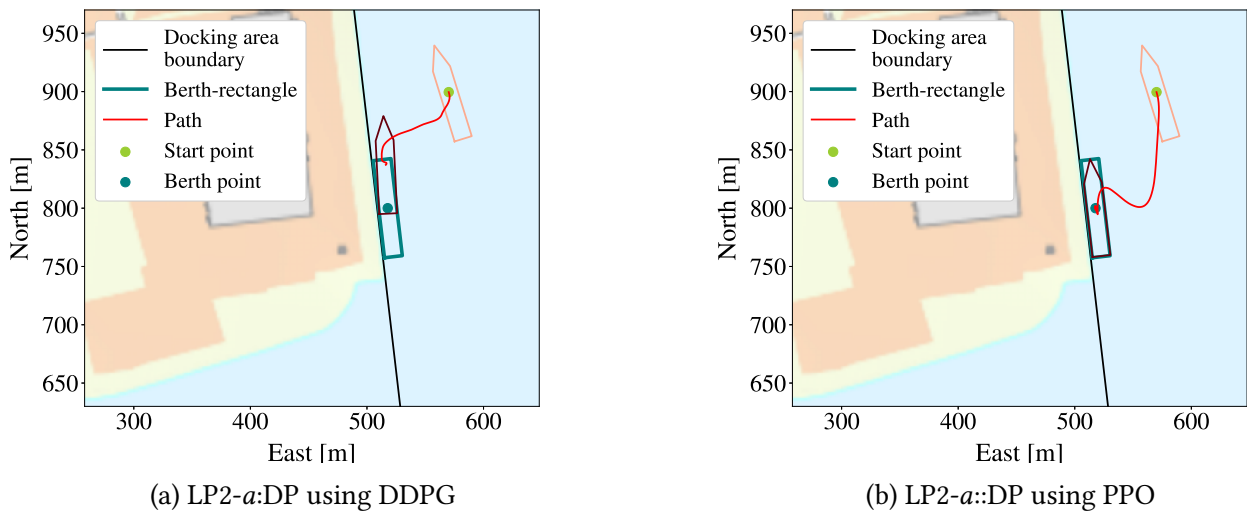 Docking area
boundary
Berth-rectangle
Path
Start point
Berth point
950
900
850
800
750
700
650
North [m]
300
400
500
600
East [m]
(a) LP2-a:DP using DDPG
Docking area
boundary
Berth-rectangle
Path
Start point
Berth point
950
900
850
800
750
700
650
North [m]
300
400
500
600
East [m]
(b) LP2-a::DP using PPO